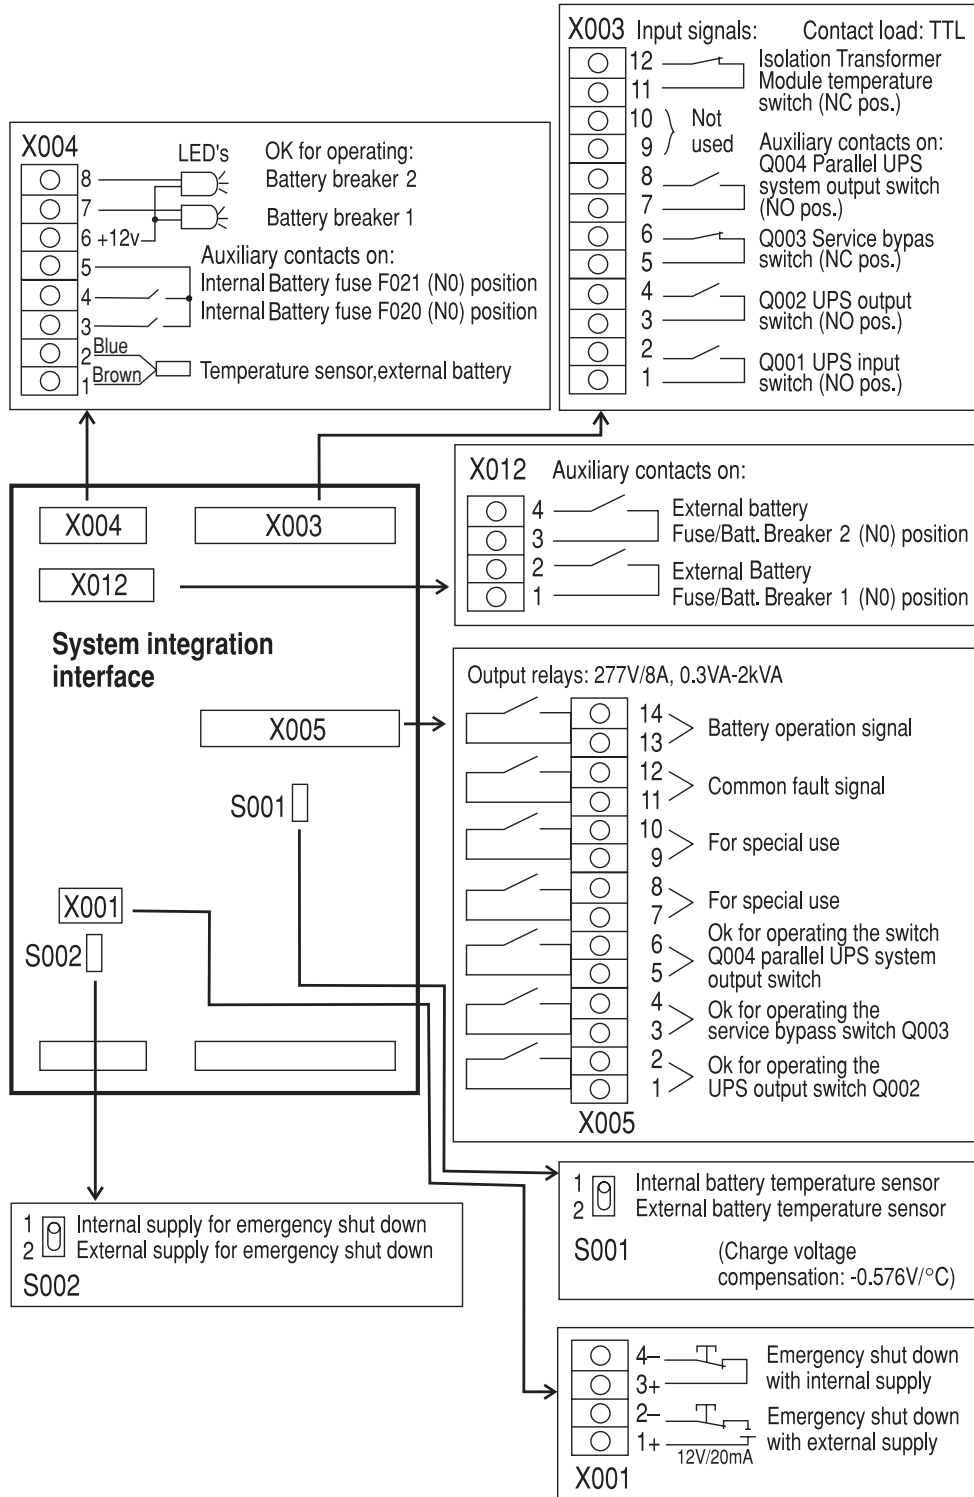 X003 Input signals: Contact load: TTL
12 Isolation Transformer
11 Module temperature
switch (NC pos.)
10 Not
9 used
Auxiliary contacts on:
8 Q004 Parallel UPS
system output switch
7 (NO pos.)
6 Q003 Service bypas
5 switch (NC pos.)
4 Q002 UPS output
3 switch (NO pos.)
2 Q001 UPS input
1 switch (NO pos.)
X004
LED's OK for operating:
8 Battery breaker 2
7 Battery breaker 1
6 +12v
5 Auxiliary contacts on:
4 Internal Battery fuse F021 (N0) position
3 Internal Battery fuse F020 (N0) position
2 Blue
1 Brown Temperature sensor,external battery
X012 Auxiliary contacts on:
4 External battery
3 Fuse/Batt. Breaker 2 (N0) position
2 External Battery
1 Fuse/Batt. Breaker 1 (N0) position
X004 X003
X012
System integration
interface
X005
S001
X001
S002
Output relays: 277V/8A, 0.3VA-2kVA
14
13 Battery operation signal
12
11 Common fault signal
10
9 For special use
8
7 For special use
6 Ok for operating the switch
5 Q004 parallel UPS system
output switch
4 Ok for operating the
3 service bypass switch Q003
2 Ok for operating the
1 UPS output switch Q002
X005
1 Internal battery temperature sensor
2 External battery temperature sensor
S001 (Charge voltage
compensation: -0.576V/°C)
1 Internal supply for emergency shut down
2 External supply for emergency shut down
S002
4– Emergency shut down
3+ with internal supply
2– Emergency shut down
1+ with external supply
12V/20mA
X001